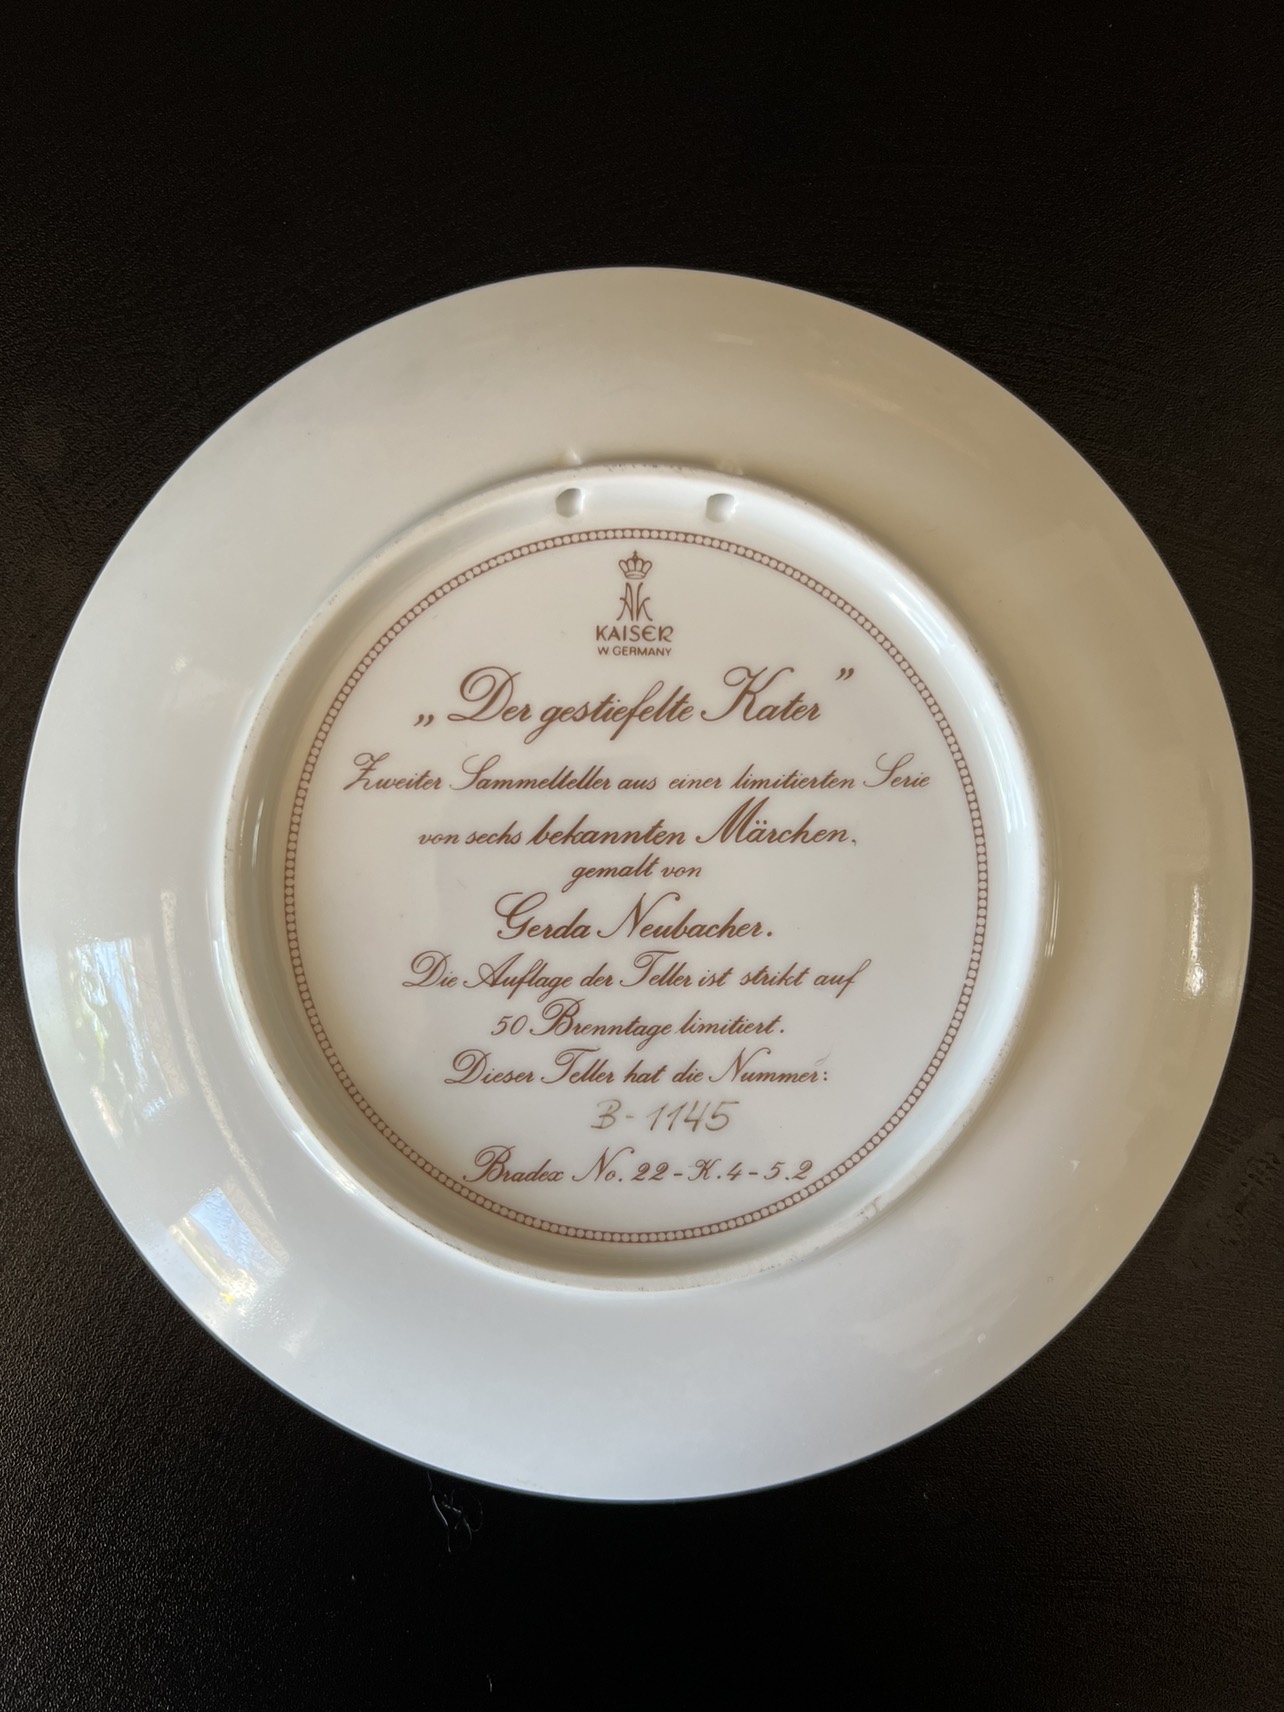 AK
KAISER
W. GERMANY
„Der gestiefelte Kater”
Zweiter Sammelteller aus einer limitierten Serie
von sechs bekannten Märchen,
gemalt von
Gerda Neubacher.
Die Auflage der Teller ist strikt auf
50 Brenntage limitiert.
Dieser Teller hat die Nummer:
B-1145
Bradex No. 22-K.4-5.2